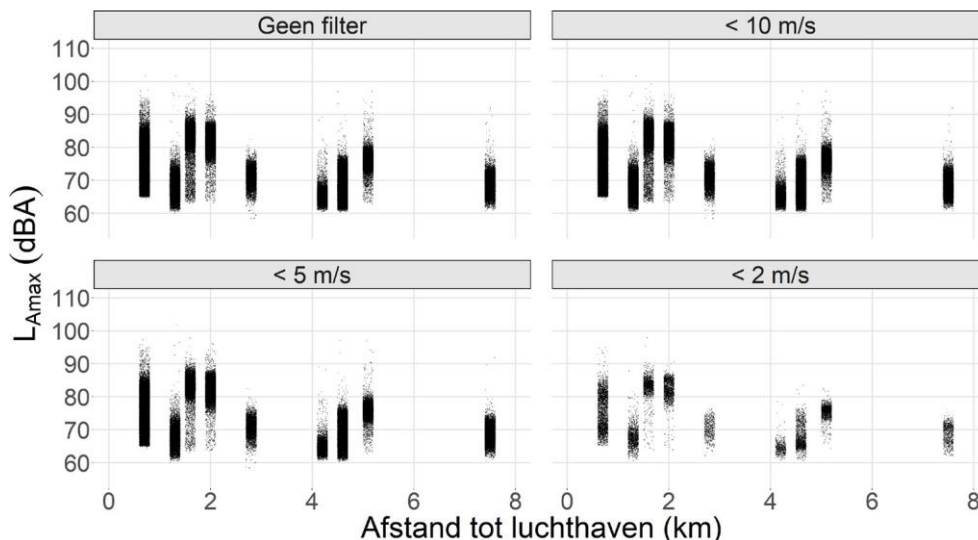 Geen filter
< 10 m/s
110
100
90
80
70
60
< 5 m/s
< 2 m/s
110
100
90
80
70
60
L_Amax (dBA)
0 2 4 6 8
0 2 4 6 8
Afstand tot luchthaven (km)